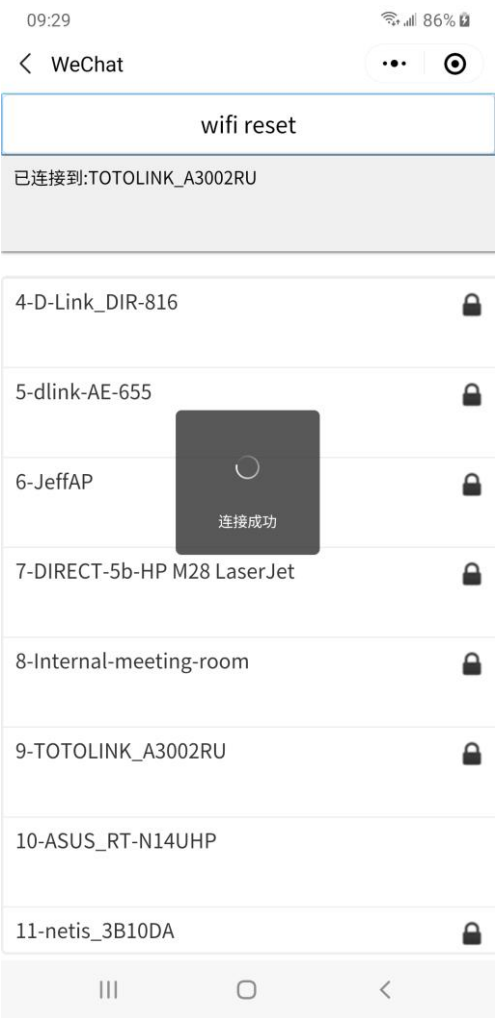 09:29
86%
WeChat
wifi reset
已连接到:TOTOLINK_A3002RU
4-D-Link_DIR-816
5-dlink-AE-655
6-JeffAP
连接成功
7-DIRECT-5b-HP M28 LaserJet
8-Internal-meeting-room
9-TOTOLINK_A3002RU
10-ASUS_RT-N14UHP
11-netis_3B10DA